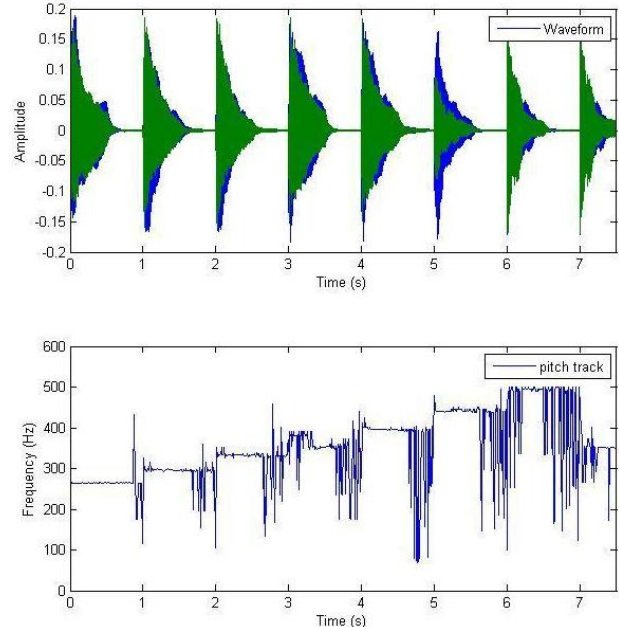 0.2
0.15
0.1
0.05
0
-0.05
-0.1
-0.15
-0.2
Amplitude
Waveform
0 1 2 3 4 5 6 7
Time (s)
600
500
400
300
200
100
0
Frequency (Hz)
pitch track
0 1 2 3 4 5 6 7
Time (s)